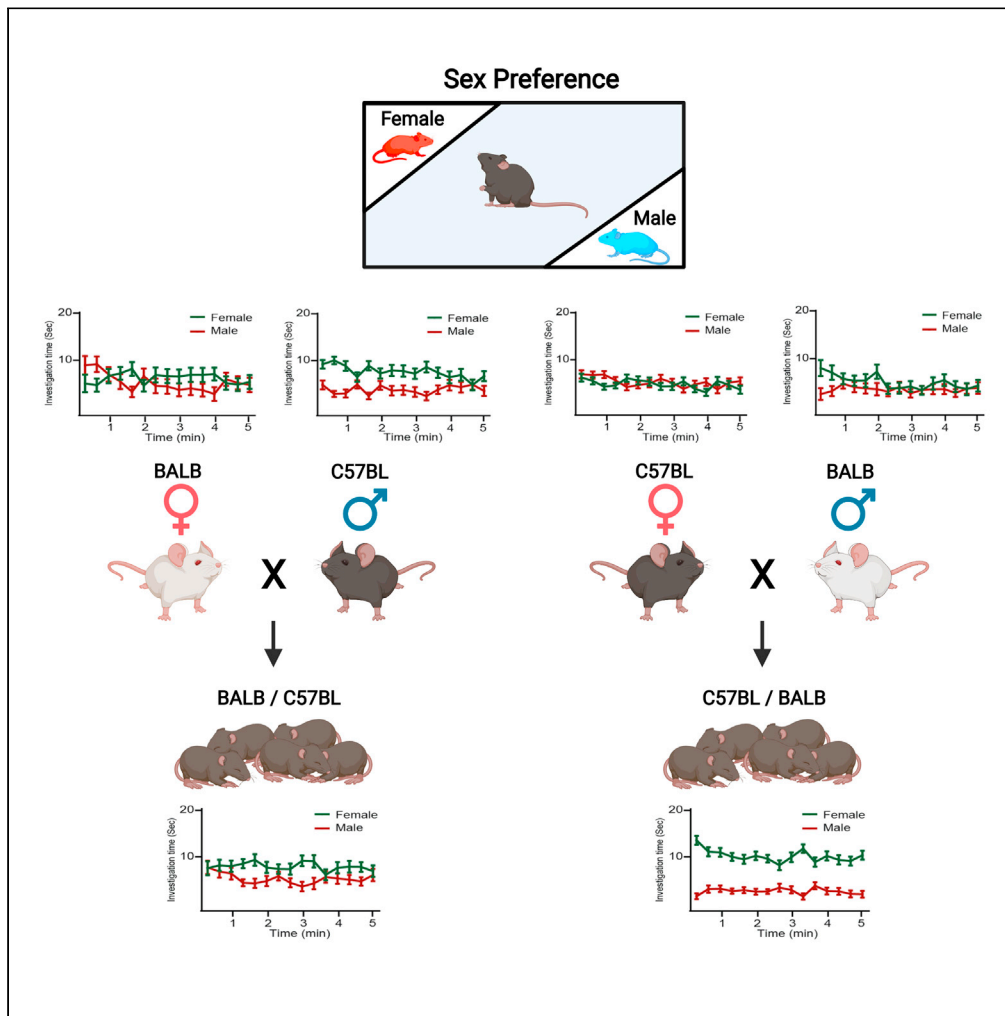 Sex Preference
Female
Male
20
10
Investigation time (Sec)
Female
Male
1 2 3 4 5
Time (min)
20
10
Investigation time (Sec)
Female
Male
1 2 3 4 5
Time (min)
20
10
Investigation time (Sec)
Female
Male
1 2 3 4 5
Time (min)
20
10
Investigation time (Sec)
Female
Male
1 2 3 4 5
Time (min)
BALB
♀
C57BL
♂
C57BL
♀
BALB
♂
X
X
BALB / C57BL
C57BL / BALB
20
10
Investigation time (Sec)
Female
Male
1 2 3 4 5
Time (min)
20
10
Investigation time (Sec)
Female
Male
1 2 3 4 5
Time (min)